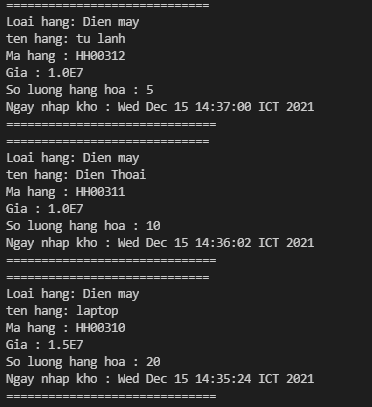 =============================
Loai hang: Dien may
ten hang: tu lanh
Ma hang : HH00312
Gia : 1.0E7
So luong hang hoa : 5
Ngay nhap kho : Wed Dec 15 14:37:00 ICT 2021
==============================
=============================
Loai hang: Dien may
ten hang: Dien Thoai
Ma hang : HH00311
Gia : 1.0E7
So luong hang hoa : 10
Ngay nhap kho : Wed Dec 15 14:36:02 ICT 2021
==============================
=============================
Loai hang: Dien may
ten hang: laptop
Ma hang : HH00310
Gia : 1.5E7
So luong hang hoa : 20
Ngay nhap kho : Wed Dec 15 14:35:24 ICT 2021
==============================